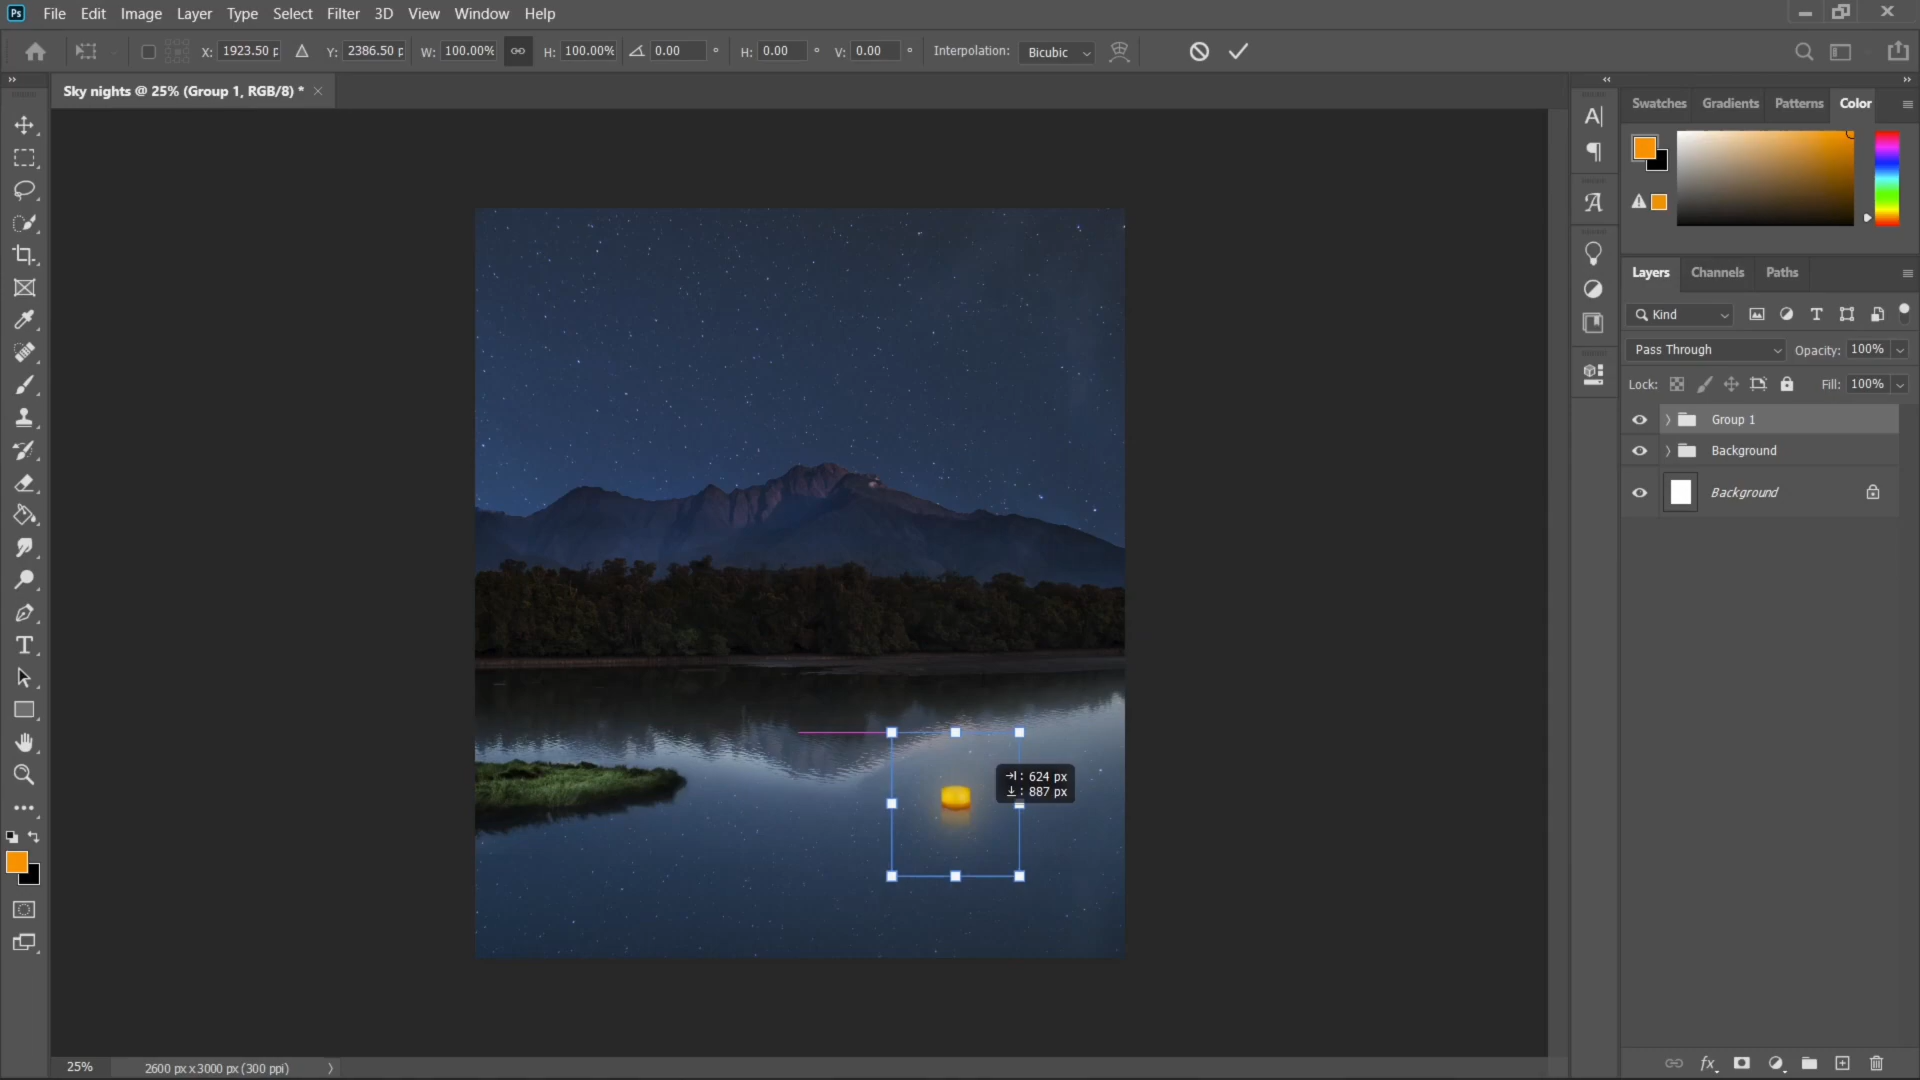 Ps File Edit Image Layer Type Select Filter 3D View Window Help
X: 1923.50 p Y: 2386.50 p W: 100.00% H: 100.00% 0.00 ° H: 0.00 ° V: 0.00 ° Interpolation: Bicubic
Sky nights @ 25% (Group 1, RGB/8) * ×
Swatches Gradients Patterns Color
Layers Channels Paths
Kind
Pass Through Opacity: 100%
Lock: Fill: 100%
Group 1
Background
Background
: 624 px
: 887 px
25% 2600 px x 3000 px (300 ppi)
fx